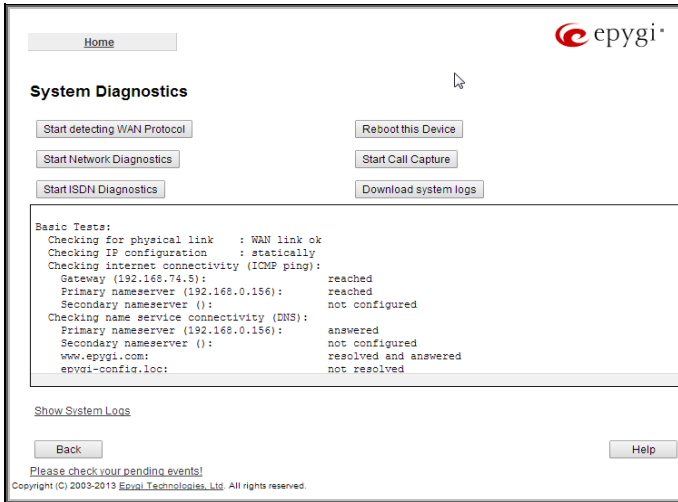 Home
epygi
System Diagnostics
Start detecting WAN Protocol
Reboot this Device
Start Network Diagnostics
Start Call Capture
Start ISDN Diagnostics
Download system logs
Basic Tests:
Checking for physical link : WAN link ok
Checking IP configuration : statically
Checking internet connectivity (ICMP ping):
Gateway (192.168.74.5): reached
Primary nameserver (192.168.0.156): reached
Secondary nameserver (): not configured
Checking name service connectivity (DNS):
Primary nameserver (192.168.0.156): answered
Secondary nameserver (): not configured
www.epygi.com: resolved and answered
epygi-config.loc: not resolved
Show System Logs
Back
Help
Please check your pending events!
Copyright (C) 2003-2013 Epygi Technologies, Ltd. All rights reserved.